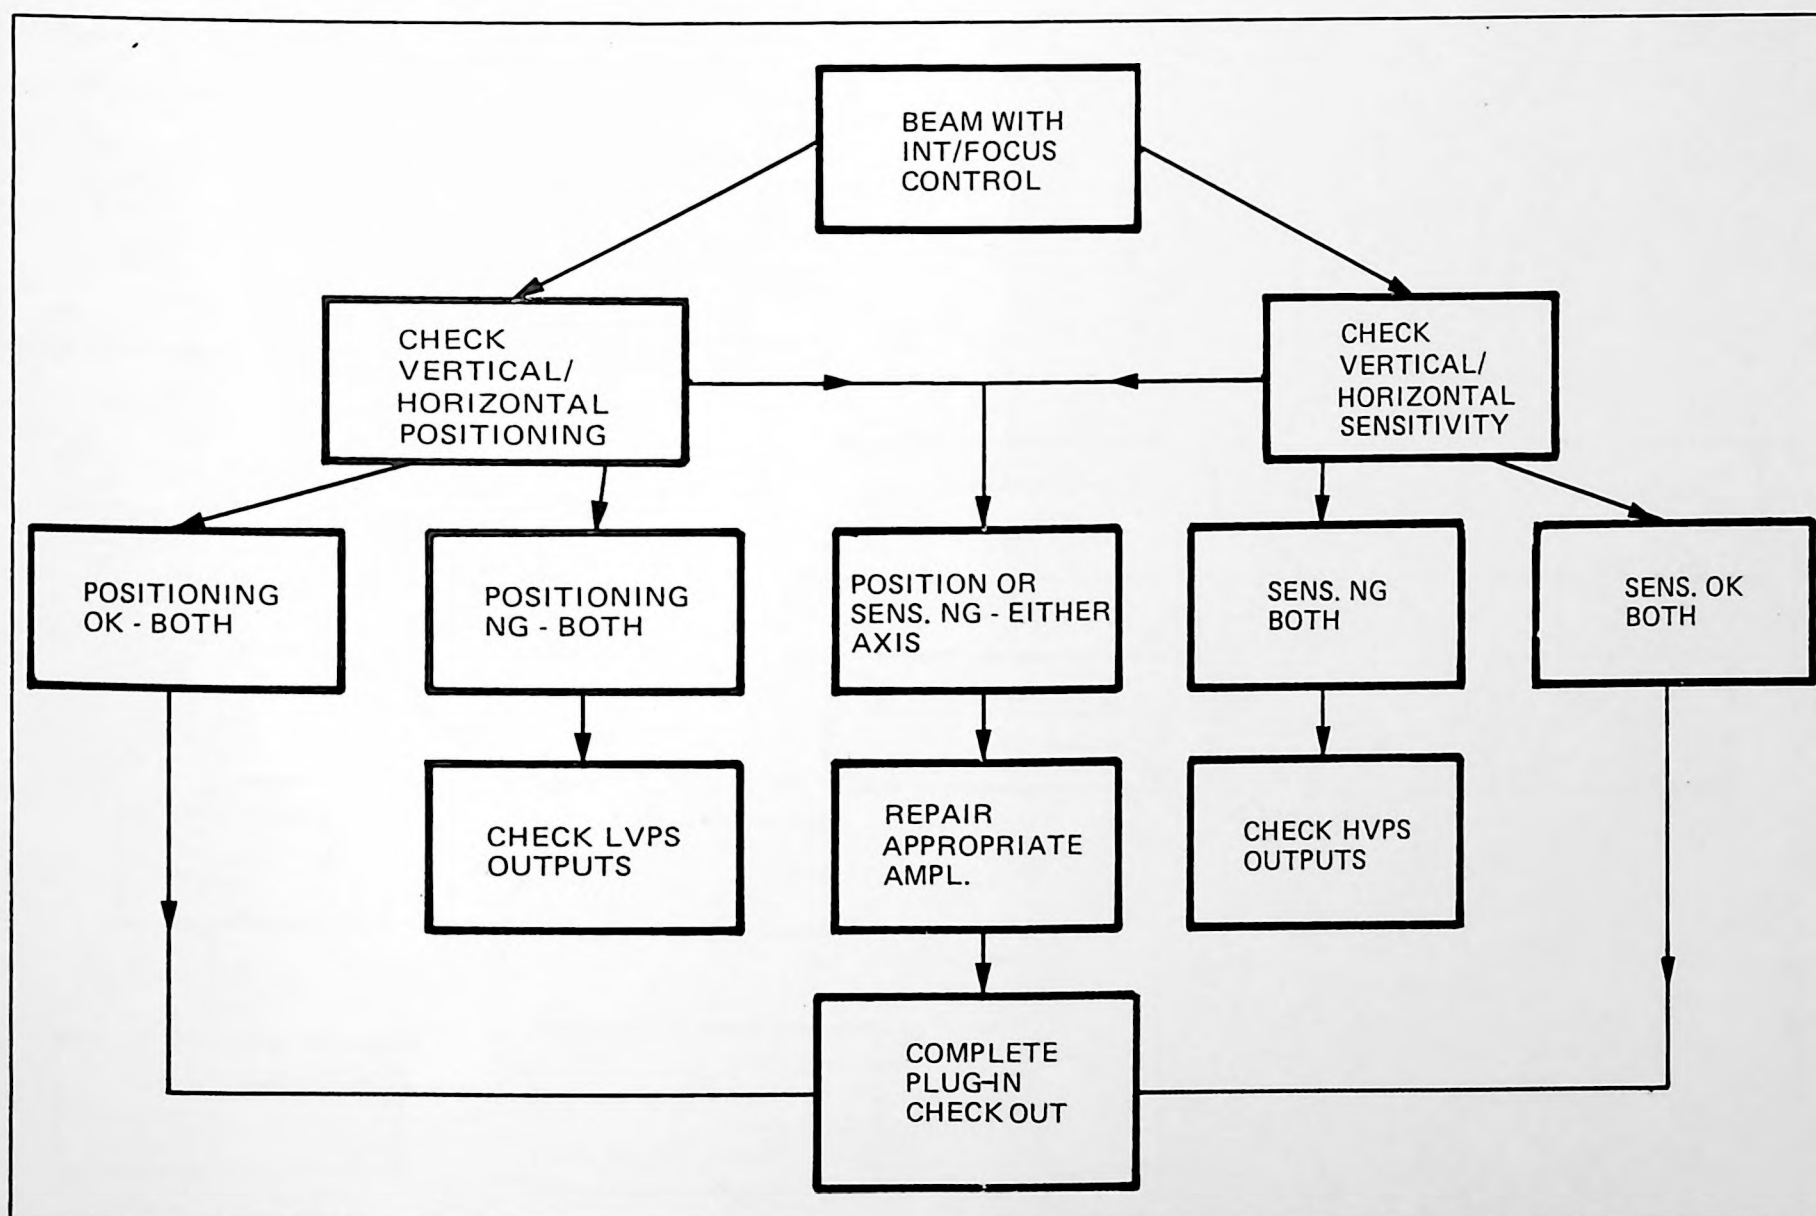 BEAM WITH
INT/FOCUS
CONTROL
CHECK
VERTICAL/
HORIZONTAL
POSITIONING
CHECK
VERTICAL/
HORIZONTAL
SENSITIVITY
POSITIONING
OK - BOTH
POSITIONING
NG - BOTH
POSITION OR
SENS. NG - EITHER
AXIS
SENS. NG
BOTH
SENS. OK
BOTH
CHECK LVPS
OUTPUTS
REPAIR
APPROPRIATE
AMPL.
CHECK HVPS
OUTPUTS
COMPLETE
PLUG-IN
CHECK OUT